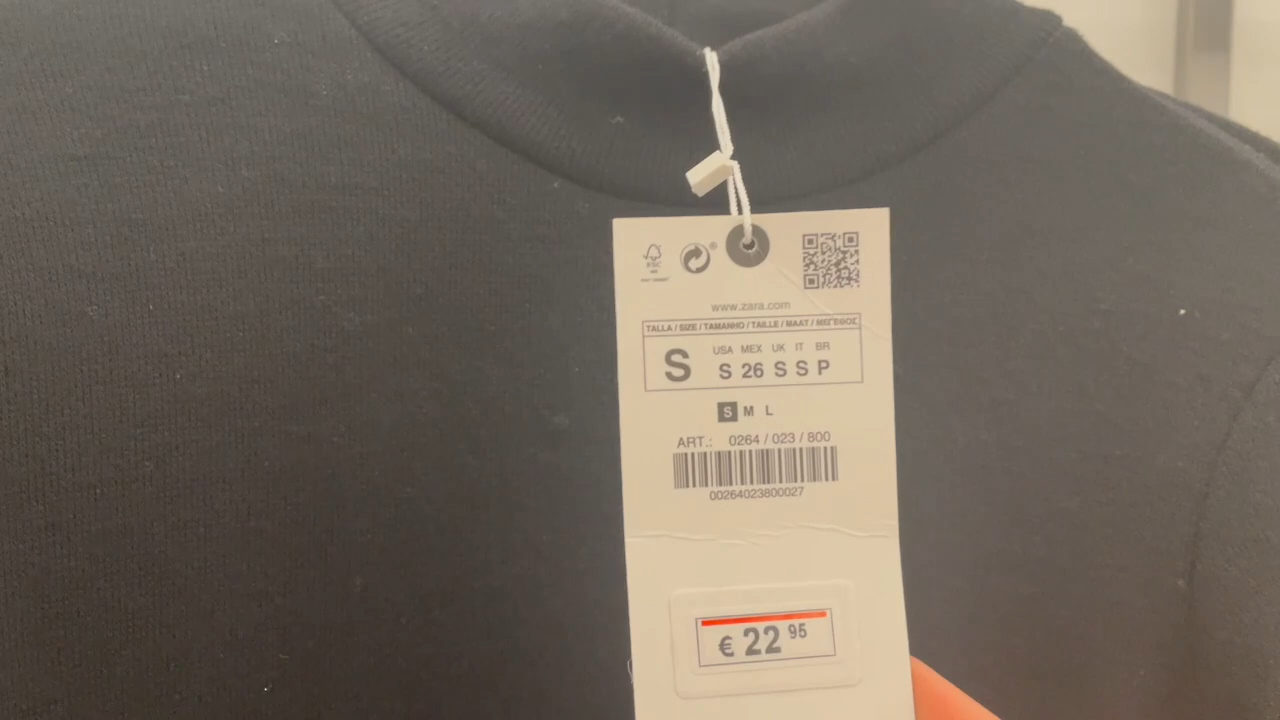 FSC
www.zara.com
TALLA / SIZE / TAMANHO / TAILLE / MAAT / ΜΕΓΕΘΟΣ
S
USA MEX UK IT BR
S 26 S S P
S M L
ART.: 0264 / 023 / 800
00264023800027
€ 22 95